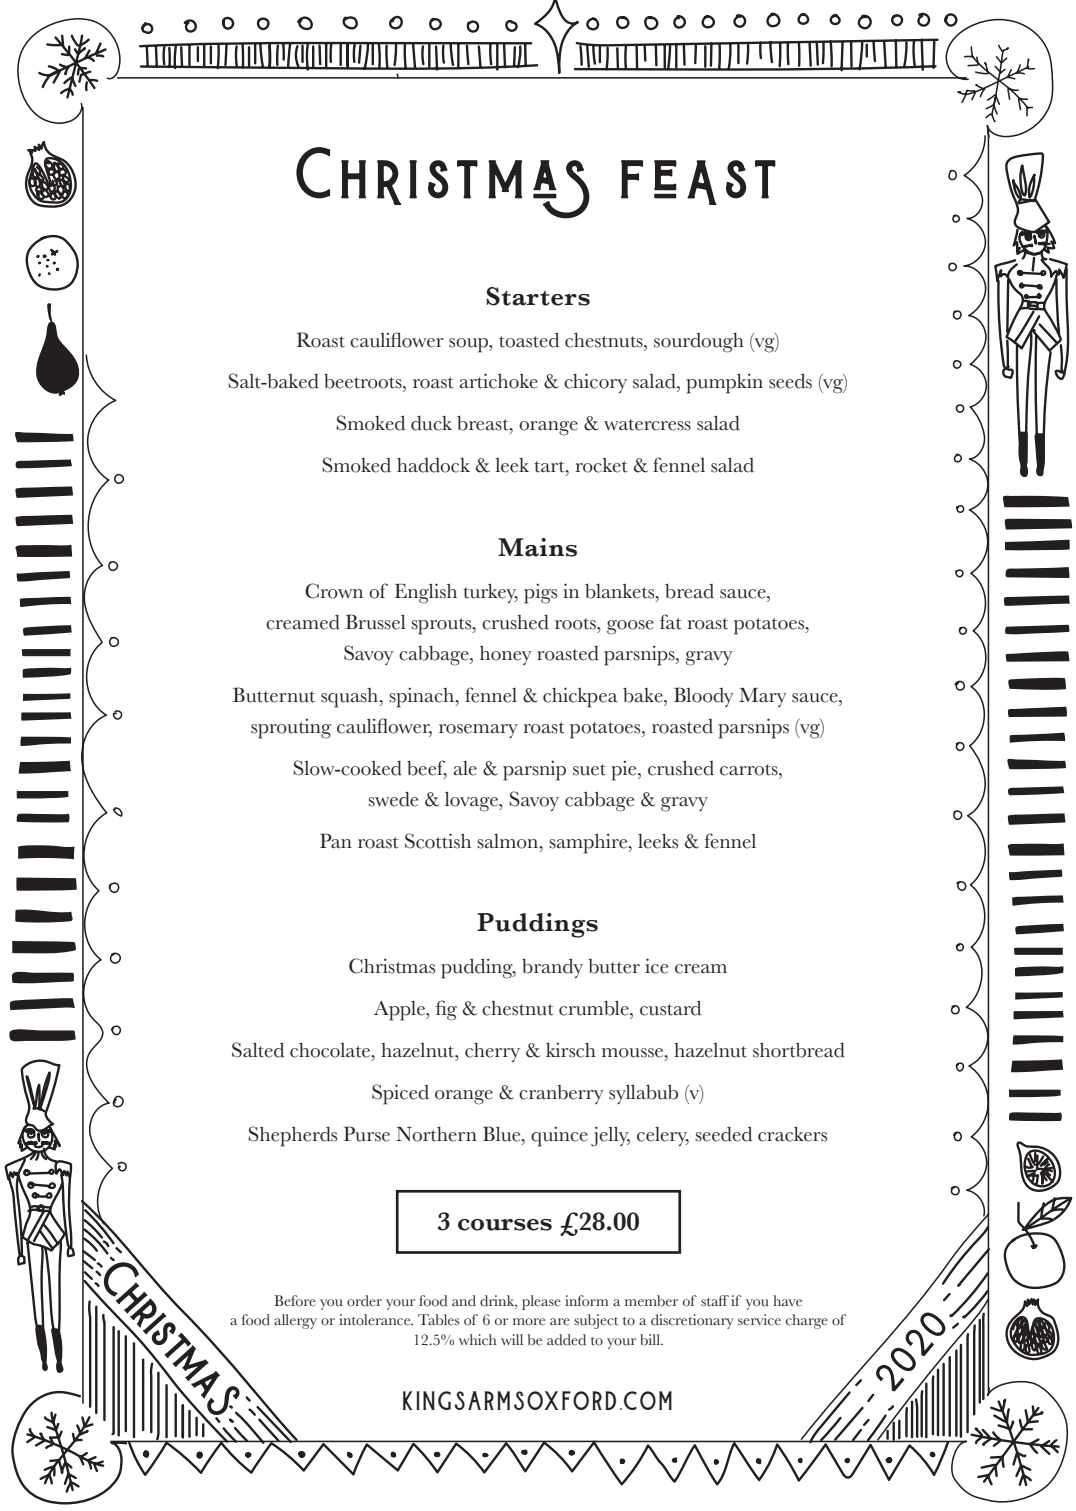 Christmas feast
Starters
Roast cauliflower soup, toasted chestnuts, sourdough (vg)
Salt-baked beetroots, roast artichoke & chicory salad, pumpkin seeds (vg)
Smoked duck breast, orange & watercress salad
Smoked haddock & leek tart, rocket & fennel salad
Mains
Crown of English turkey, pigs in blankets, bread sauce,
creamed Brussel sprouts, crushed roots, goose fat roast potatoes,
Savoy cabbage, honey roasted parsnips, gravy
Butternut squash, spinach, fennel & chickpea bake, Bloody Mary sauce,
sprouting cauliflower, rosemary roast potatoes, roasted parsnips (vg)
Slow-cooked beef, ale & parsnip suet pie, crushed carrots,
swede & lovage, Savoy cabbage & gravy
Pan roast Scottish salmon, samphire, leeks & fennel
Puddings
Christmas pudding, brandy butter ice cream
Apple, fig & chestnut crumble, custard
Salted chocolate, hazelnut, cherry & kirsch mousse, hazelnut shortbread
Spiced orange & cranberry syllabub (v)
Shepherds Purse Northern Blue, quince jelly, celery, seeded crackers
3 courses £28.00
Before you order your food and drink, please inform a member of staff if you have
a food allergy or intolerance. Tables of 6 or more are subject to a discretionary service charge of
12.5% which will be added to your bill.
KINGSARMSOXFORD.COM
CHRISTMAS
2020